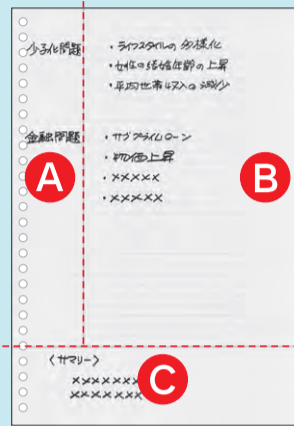 少子化問題 ・ライフスタイルの多様化
・女性の結婚年齢の上昇
・平均世帯収入の減少
金融問題 ・サブプライムローン
・物価上昇
・×××××
・×××××
A B
〈サマリー〉
×××××××
×××××××
C